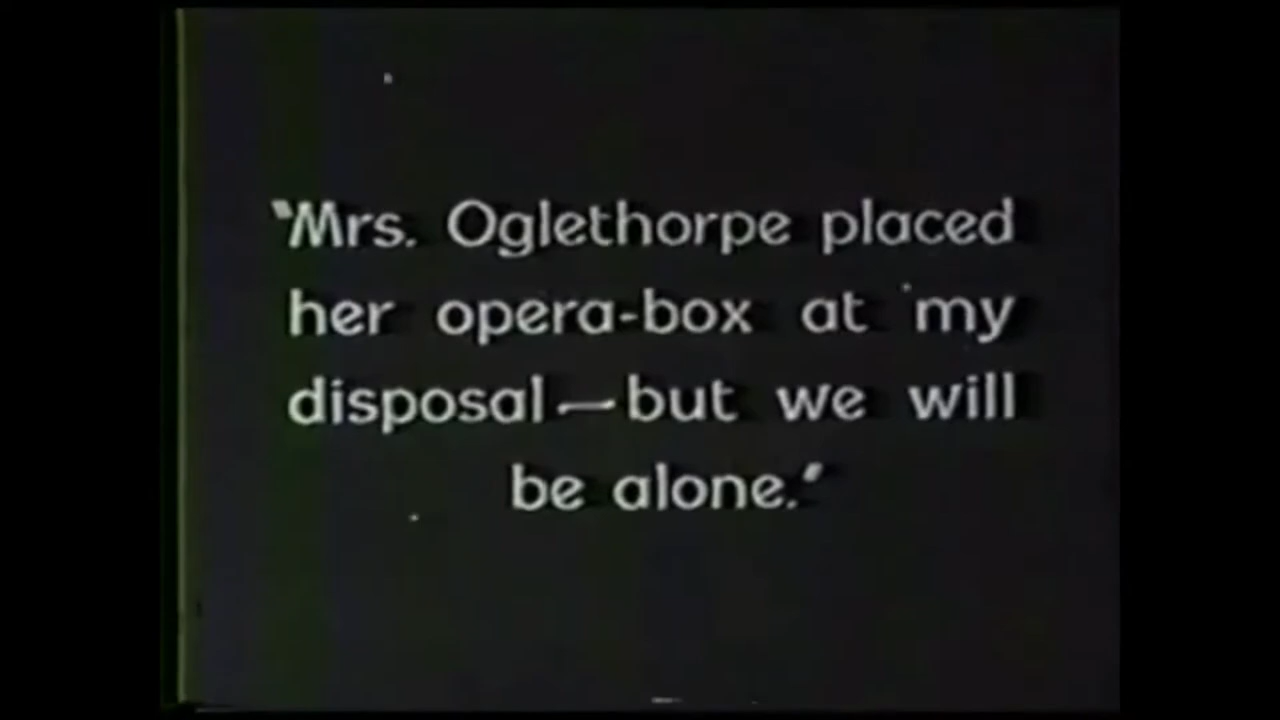 "Mrs. Oglethorpe placed
her opera-box at my
disposal—but we will
be alone."